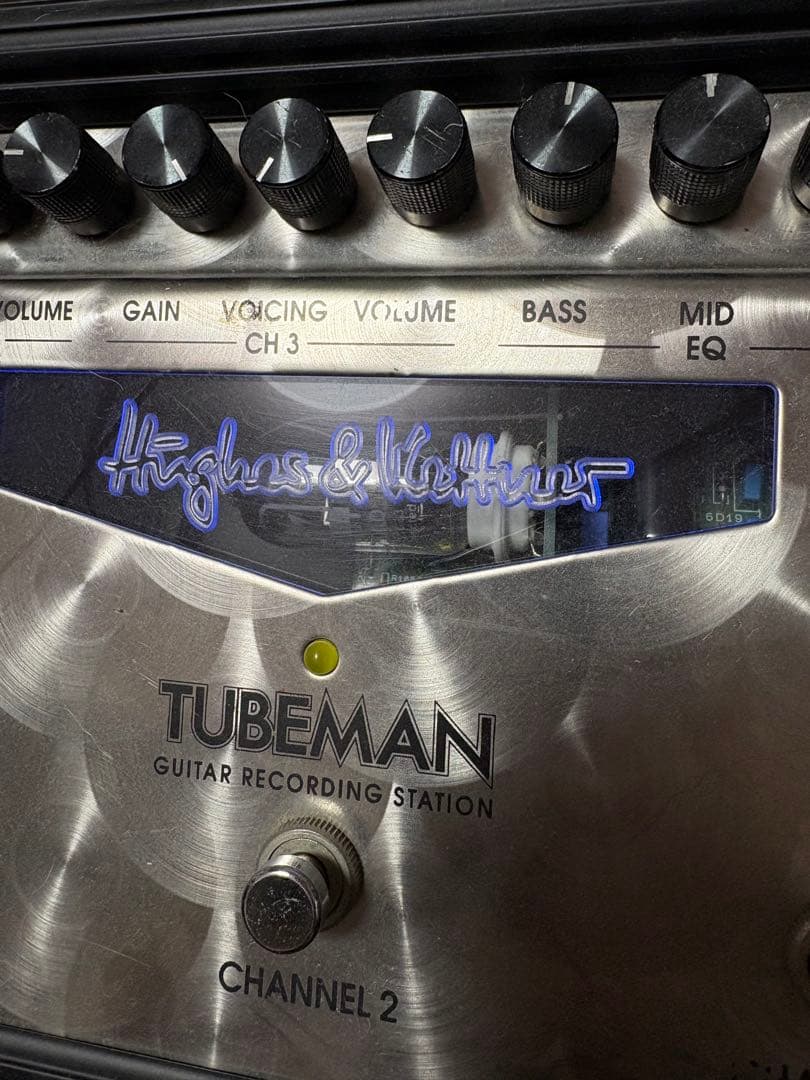 VOLUME GAIN VOICING VOLUME BASS MID
CH 3 EQ
Hughes & Kettner
6D19
TUBEMAN
GUITAR RECORDING STATION
CHANNEL 2